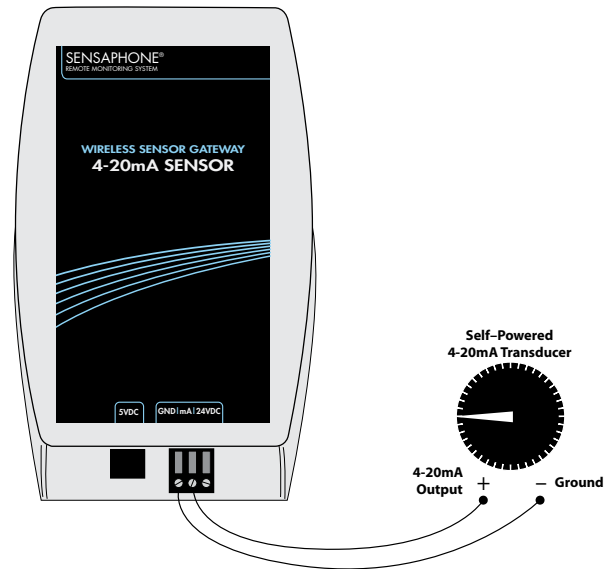 SENSAPHONE®
REMOTE MONITORING SYSTEM
WIRELESS SENSOR GATEWAY
4-20mA SENSOR
5VDC
GND|mA|24VDC
Self–Powered
4-20mA Transducer
4-20mA
Output
+
–
Ground